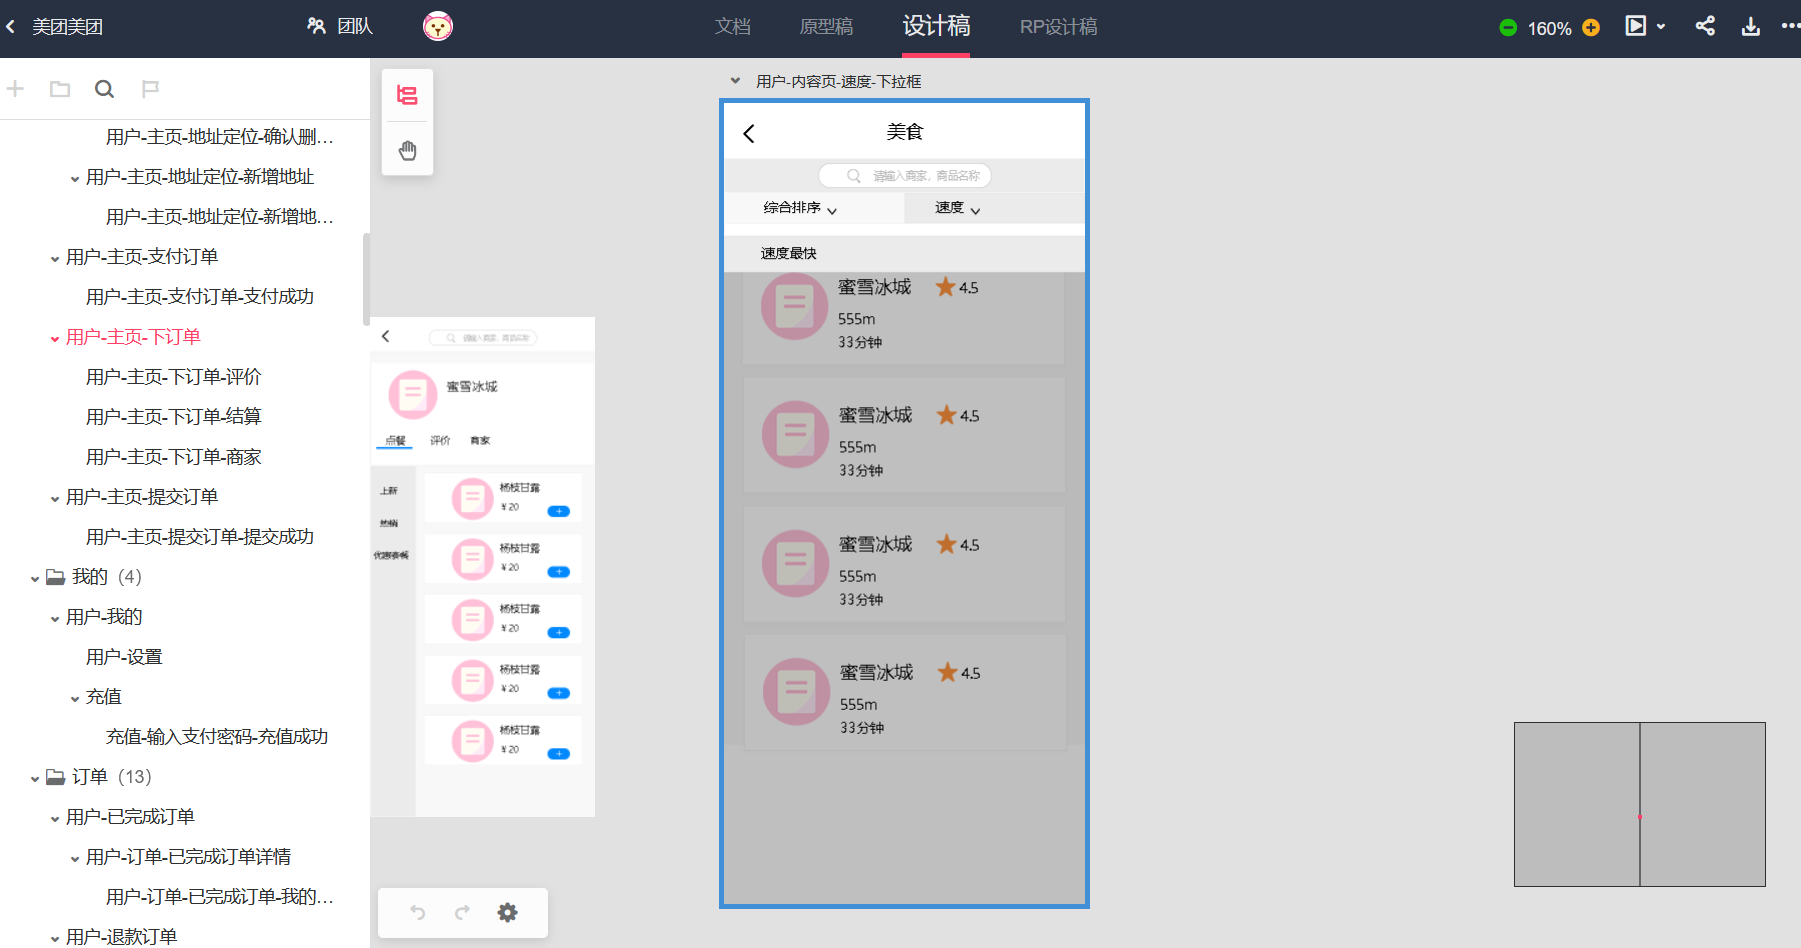 美团美团
团队
文档
原型稿
设计稿
RP设计稿
160%
用户-主页-地址定位-确认删…
用户-主页-地址定位-新增地址
用户-主页-地址定位-新增地…
用户-主页-支付订单
用户-主页-支付订单-支付成功
用户-主页-下订单
用户-主页-下订单-评价
用户-主页-下订单-结算
用户-主页-下订单-商家
用户-主页-提交订单
用户-主页-提交订单-提交成功
我的（4）
用户-我的
用户-设置
充值
充值-输入支付密码-充值成功
订单（13）
用户-已完成订单
用户-订单-已完成订单详情
用户-订单-已完成订单-我的…
用户-退款订单
请输入商家，商品名称
蜜雪冰城
点餐
评价
商家
上新
热销
优惠套餐
杨枝甘露
¥20
+
杨枝甘露
¥20
+
杨枝甘露
¥20
+
杨枝甘露
¥20
+
杨枝甘露
¥20
+
用户-内容页-速度-下拉框
美食
请输入商家，商品名称
综合排序
速度
速度最快
蜜雪冰城
4.5
555m
33分钟
蜜雪冰城
4.5
555m
33分钟
蜜雪冰城
4.5
555m
33分钟
蜜雪冰城
4.5
555m
33分钟